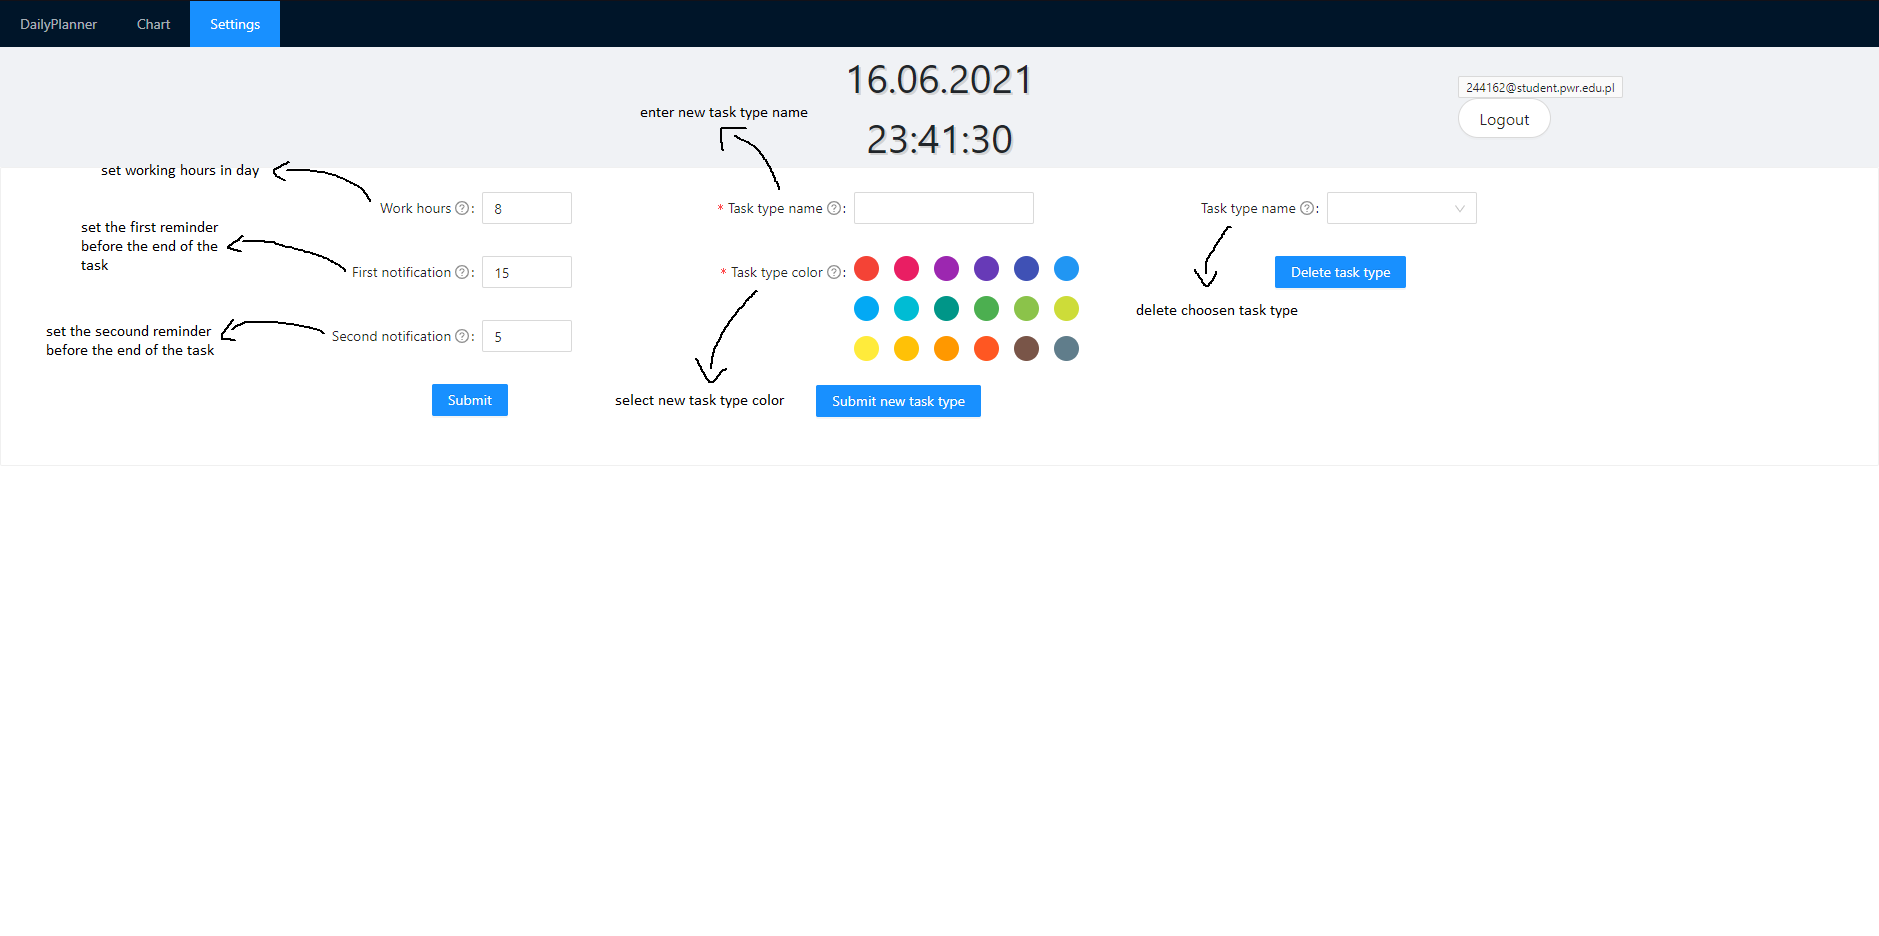 DailyPlanner Chart Settings
16.06.2021
244162@student.pwr.edu.pl
enter new task type name
Logout
23:41:30
set working hours in day
Work hours : 8
* Task type name : 
Task type name : 
set the first reminder
before the end of the
task
First notification : 15
* Task type color : 
Delete task type
delete choosen task type
set the secound reminder
before the end of the task
Second notification : 5
Submit
select new task type color
Submit new task type